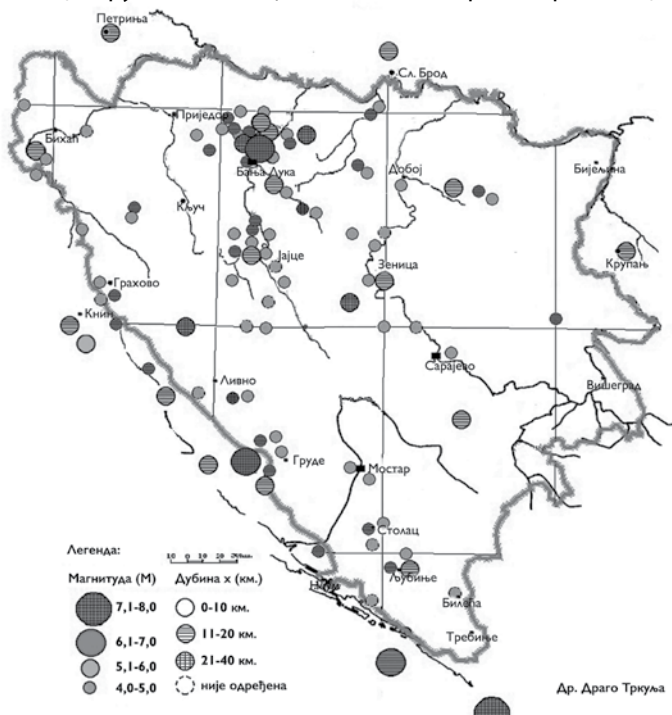 Петриња
Сл. Брод
Приједор
Бихаћ
Бања Лука
Добој
Бијељина
Кључ
Крупањ
Јајце
Зеница
Грахово
Книн
Сарајево
Вишеград
Ливно
Груде
Мостар
Столац
Љубиње
Билећа
Требиње
Легенда:
Магнитуда (М) Дубина х (км.)
7,1-8,0 0-10 км.
6,1-7,0 11-20 км.
5,1-6,0 21-40 км.
4,0-5,0 није одређена
Др. Драго Тркуља